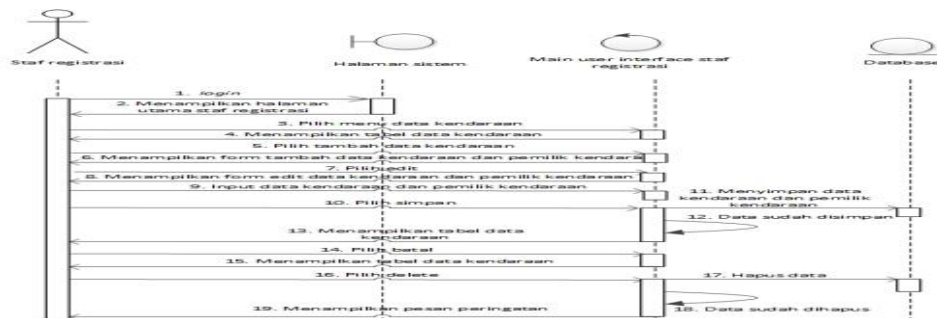 Staf registrasi
Halaman sistem
Main user interface staf
registrasi
Database
1. login
2. Menampilkan halaman
utama staf registrasi
3. Pilih menu data kendaraan
4. Menampilkan tabel data kendaraan
5. Pilih tambah data kendaraan
6. Menampilkan form tambah data kendaraan dan pemilik kendara
7. Pilih edit
8. Menampilkan form edit data kendaraan dan pemilik kendaraan
9. Input data kendaraan dan pemilik kendaraan
10. Pilih simpan
11. Menyimpan data
kendaraan dan pemilik
kendaraan
12. Data sudah disimpan
13. Menampilkan tabel data
kendaraan
14. Pilih batal
15. Menampilkan tabel data kendaraan
16. Pilih delete
17. Hapus data
18. Data sudah dihapus
19. Menampilkan pesan peringatan